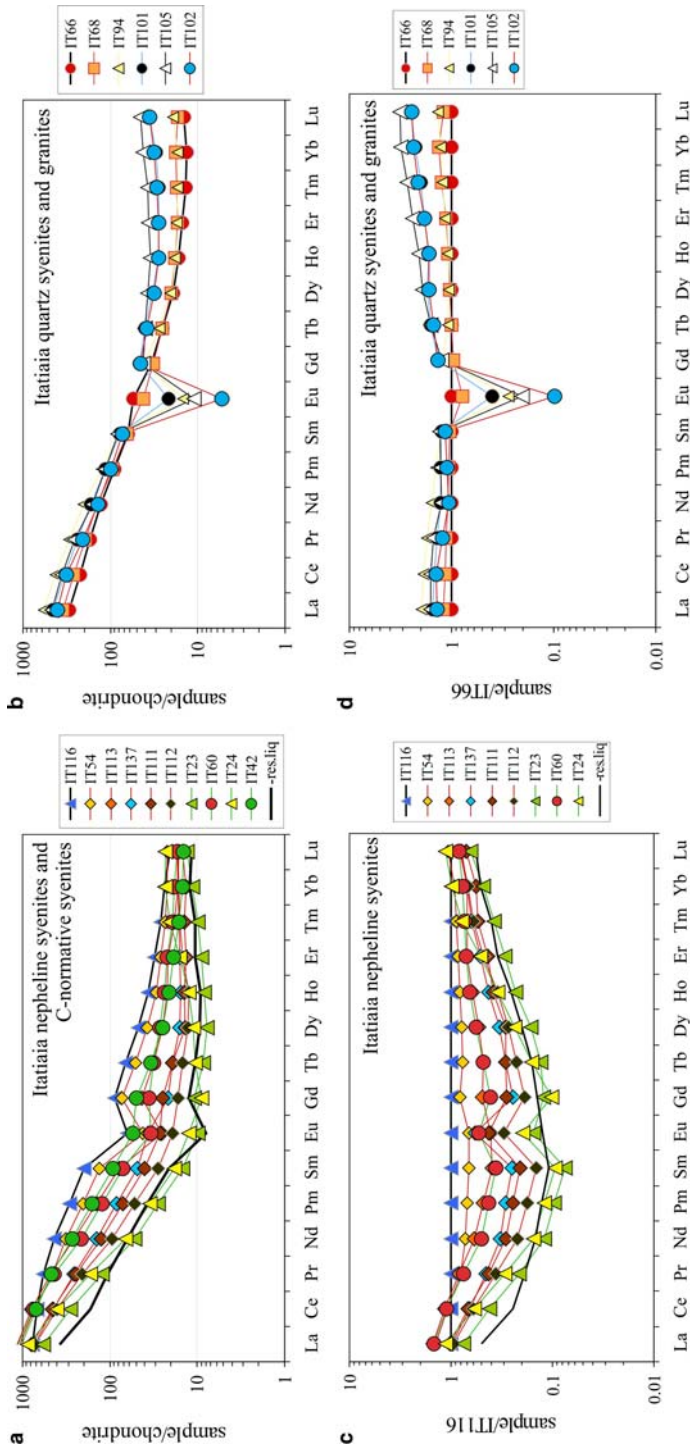 a
Itatiaia nepheline syenites and
C-normative syenites
sample/chondrite
1000
100
10
1
La Ce Pr Nd Pm Sm Eu Gd Tb Dy Ho Er Tm Yb Lu
IT116
IT54
IT113
IT137
IT111
IT112
IT23
IT60
IT24
IT42
-res.liq
b
Itatiaia quartz syenites and granites
sample/chondrite
1000
100
10
1
La Ce Pr Nd Pm Sm Eu Gd Tb Dy Ho Er Tm Yb Lu
IT66
IT68
IT94
IT101
IT105
IT102
c
Itatiaia nepheline syenites
sample/IT116
10
1
0.1
0.01
La Ce Pr Nd Pm Sm Eu Gd Tb Dy Ho Er Tm Yb Lu
IT116
IT54
IT113
IT137
IT111
IT112
IT23
IT60
IT24
-res.liq
d
Itatiaia quartz syenites and granites
sample/IT66
10
1
0.1
0.01
La Ce Pr Nd Pm Sm Eu Gd Tb Dy Ho Er Tm Yb Lu
IT66
IT68
IT94
IT101
IT105
IT102